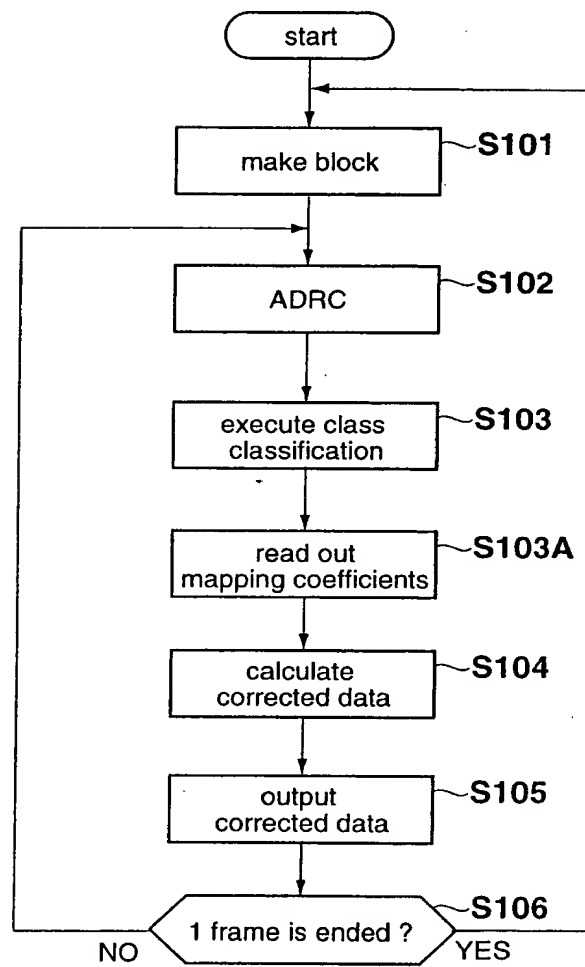 start
make block
S101
ADRC
S102
execute class
classification
S103
read out
mapping coefficients
S103A
calculate
corrected data
S104
output
corrected data
S105
1 frame is ended ?
S106
NO
YES